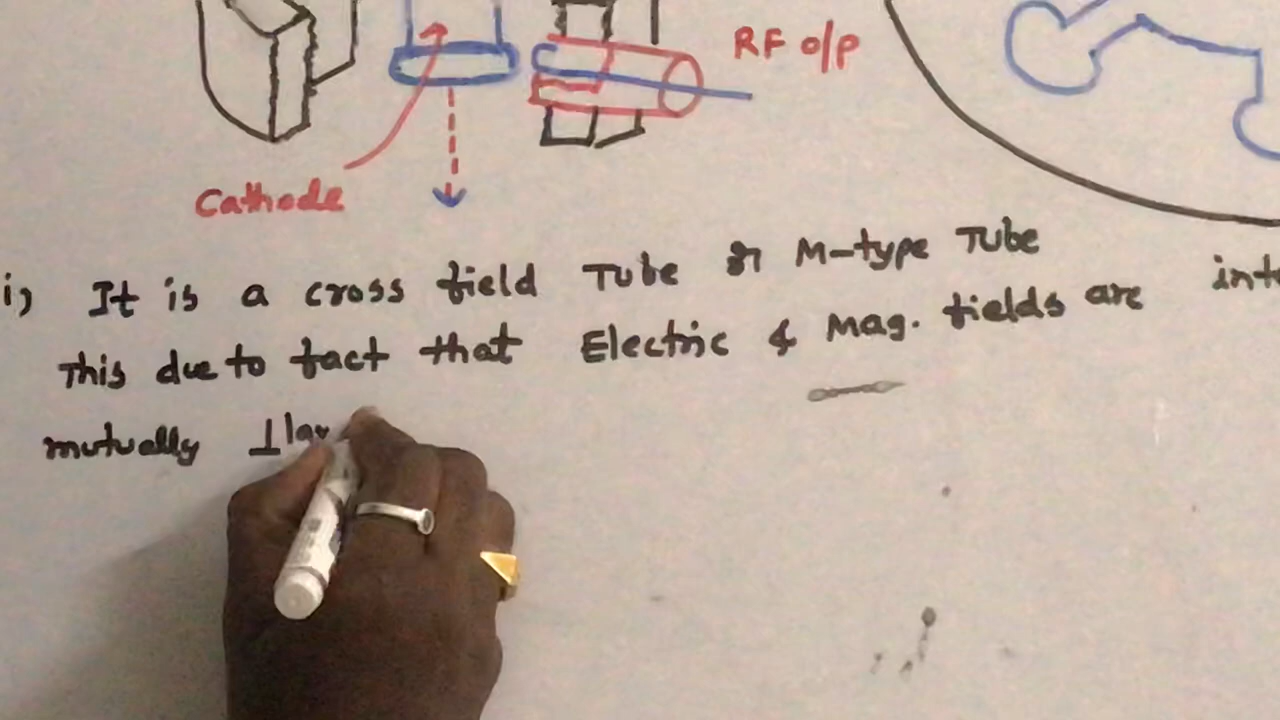 RF o/p
Cathode
i) It is a cross field Tube or M-type Tube
This due to fact that Electric & Mag. fields are
mutually ⊥lar